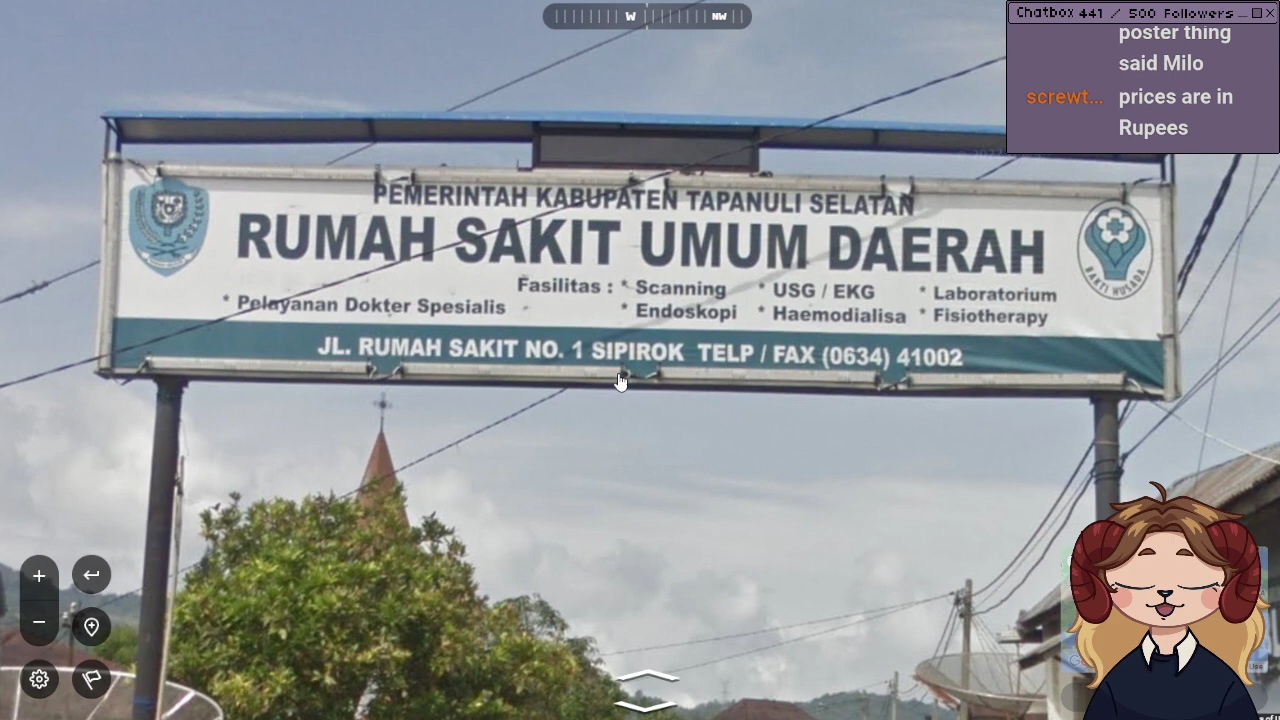 W NW
Chatbox 441 / 500 Followers
poster thing
said Milo
screwt... prices are in
Rupees
PEMERINTAH KABUPATEN TAPANULI SELATAN
RUMAH SAKIT UMUM DAERAH
Fasilitas : * Scanning * USG / EKG * Laboratorium
* Pelayanan Dokter Spesialis * Endoskopi * Haemodialisa * Fisiotherapy
BAKTI HUSADA
JL. RUMAH SAKIT NO. 1 SIPIROK TELP / FAX (0634) 41002